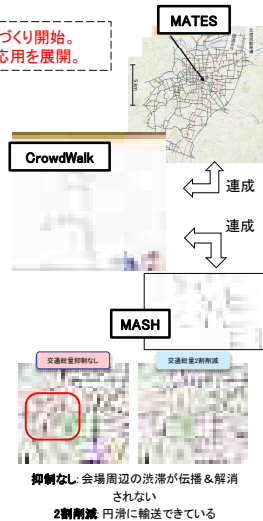 MATES
づくり開始。
応用を展開。
5 km
CrowdWalk
連成
連成
MASH
交通総量抑制なし
交通総量2割削減
抑制なし: 会場周辺の渋滞が伝播＆解消
されない
2割削減: 円滑に輸送できている